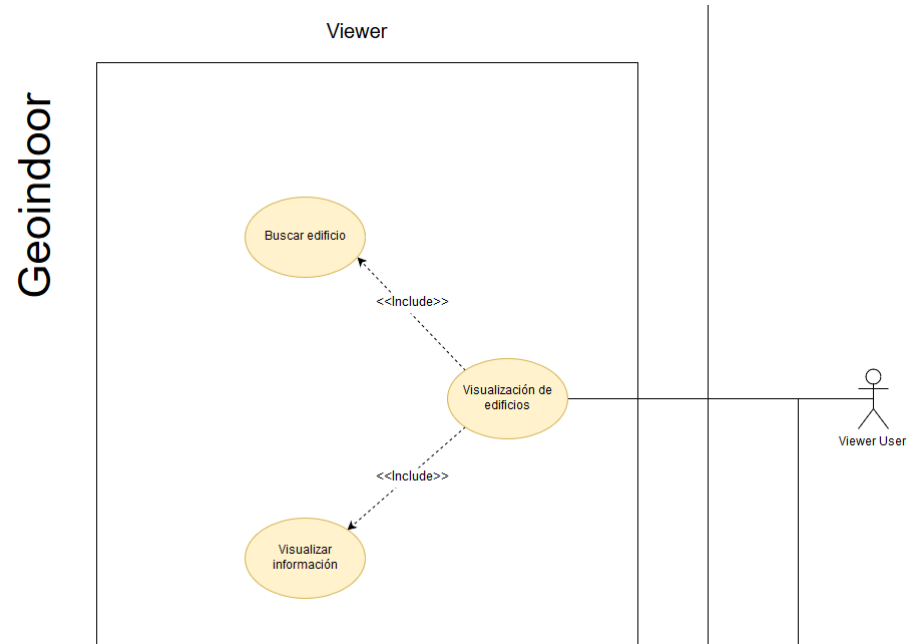 Viewer
Geoindoor
Buscar edificio
<<Include>>
Visualización de
edificios
Viewer User
<<Include>>
Visualizar
información